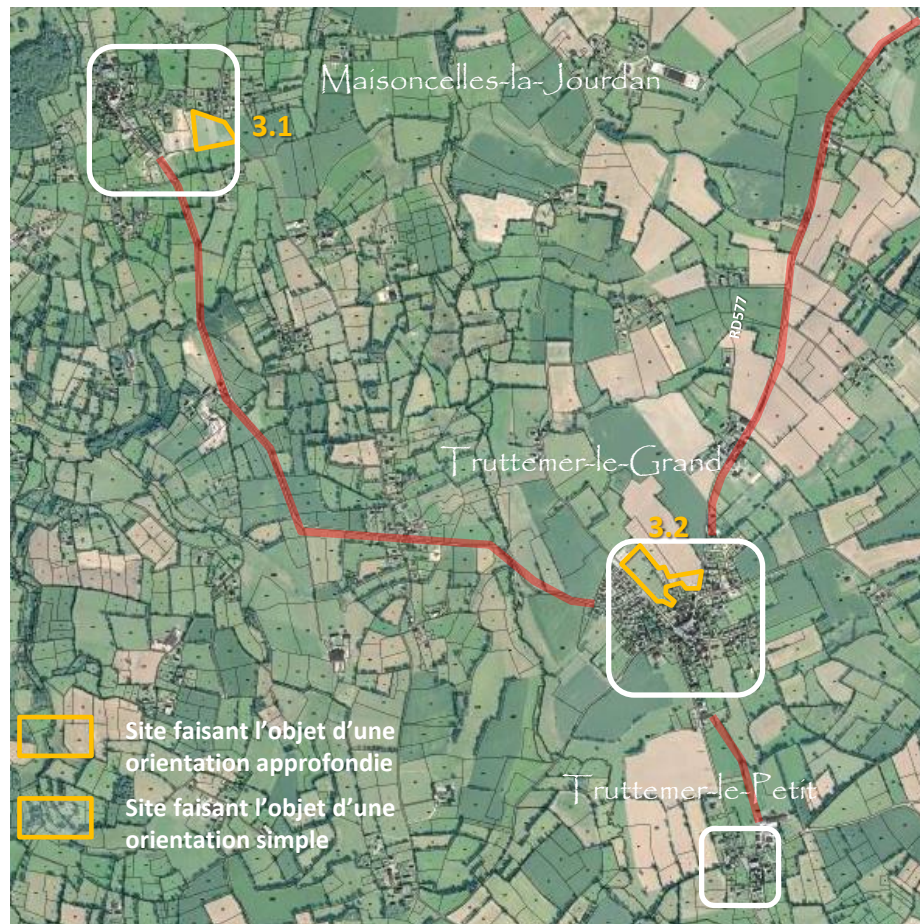 Maisoncelles-la-Jourdan
3.1
RD577
Truttemer-le-Grand
3.2
Truttemer-le-Petit
Site faisant l'objet d'une
orientation approfondie
Site faisant l'objet d'une
orientation simple